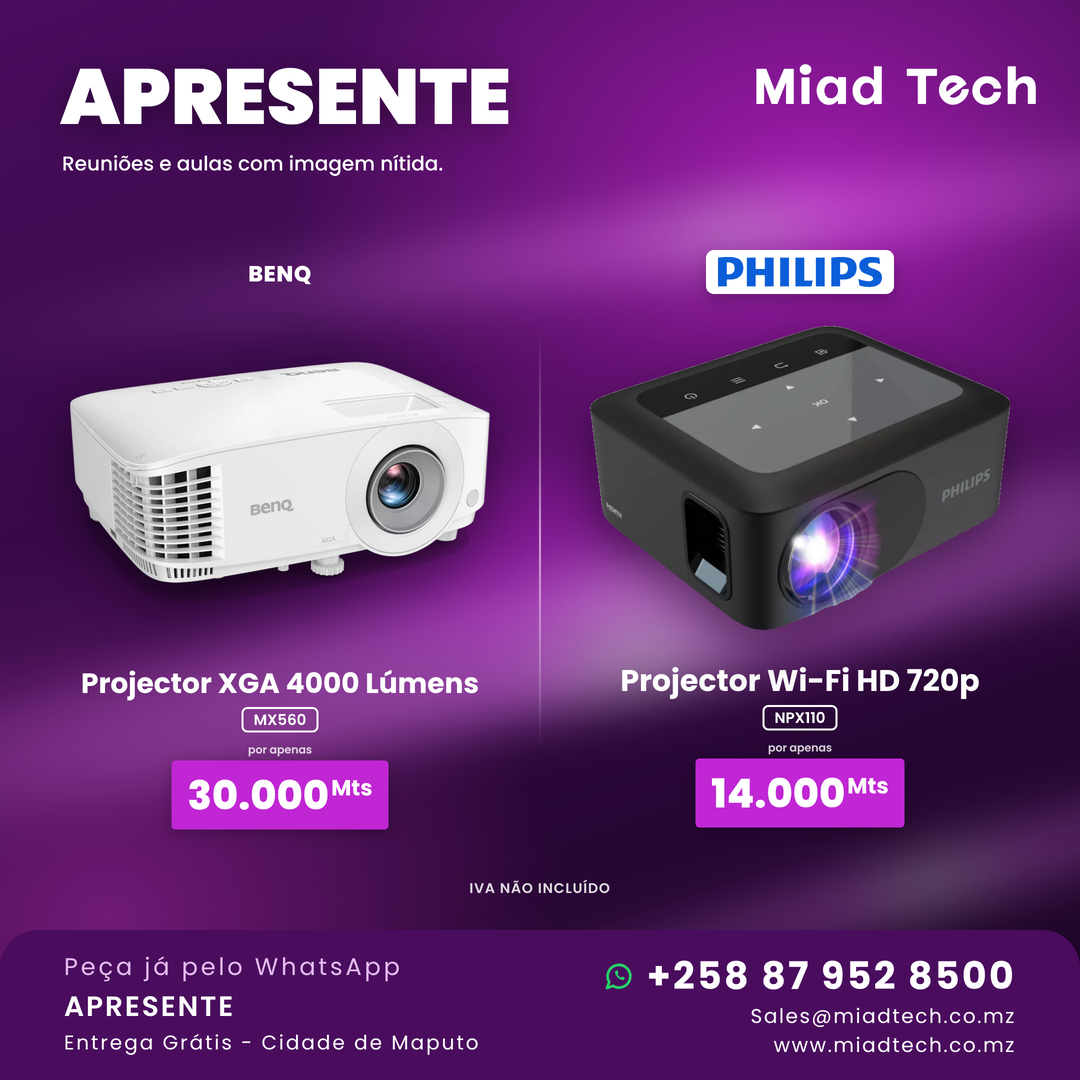 APRESENTE
Miad Tech
Reuniões e aulas com imagem nítida.
BENQ
BenQ
BenQ
XGA
Projector XGA 4000 Lúmens
MX560
por apenas
30.000Mts
PHILIPS
OK
HDMI
PHILIPS
Projector Wi-Fi HD 720p
NPX110
por apenas
14.000Mts
IVA NÃO INCLUÍDO
Peça já pelo WhatsApp
APRESENTE
Entrega Grátis - Cidade de Maputo
+258 87 952 8500
Sales@miadtech.co.mz
www.miadtech.co.mz